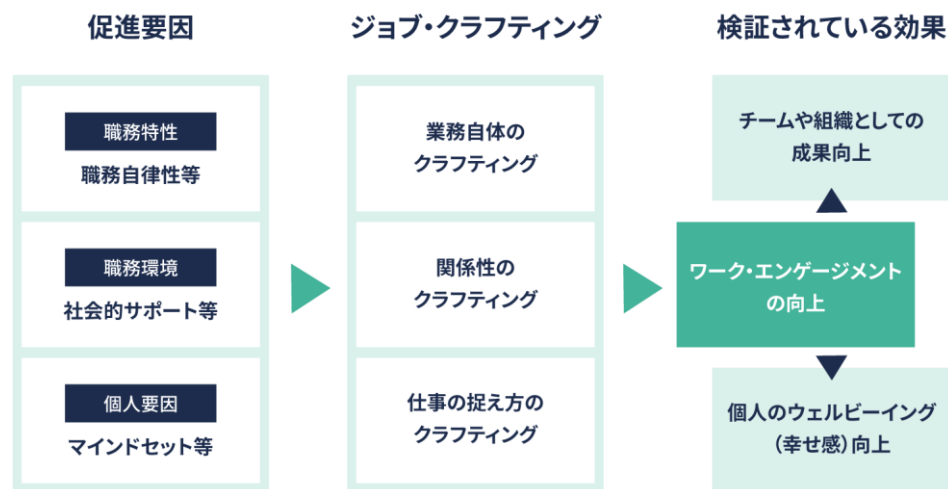 促進要因
職務特性
職務自律性等
職務環境
社会的サポート等
個人要因
マインドセット等
ジョブ・クラフティング
業務自体の
クラフティング
関係性の
クラフティング
仕事の捉え方の
クラフティング
検証されている効果
チームや組織としての
成果向上
ワーク・エンゲージメント
の向上
個人のウェルビーイング
（幸せ感）向上